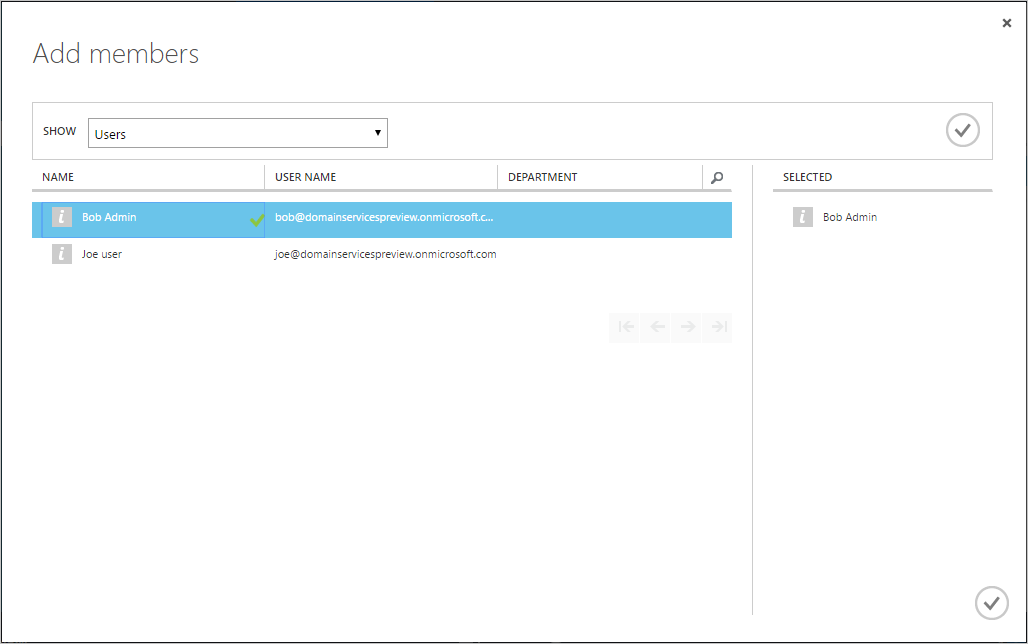 Add members
SHOW Users
NAME USER NAME DEPARTMENT SELECTED
Bob Admin bob@domainservicespreview.onmicrosoft.c... Bob Admin
Joe user joe@domainservicespreview.onmicrosoft.com